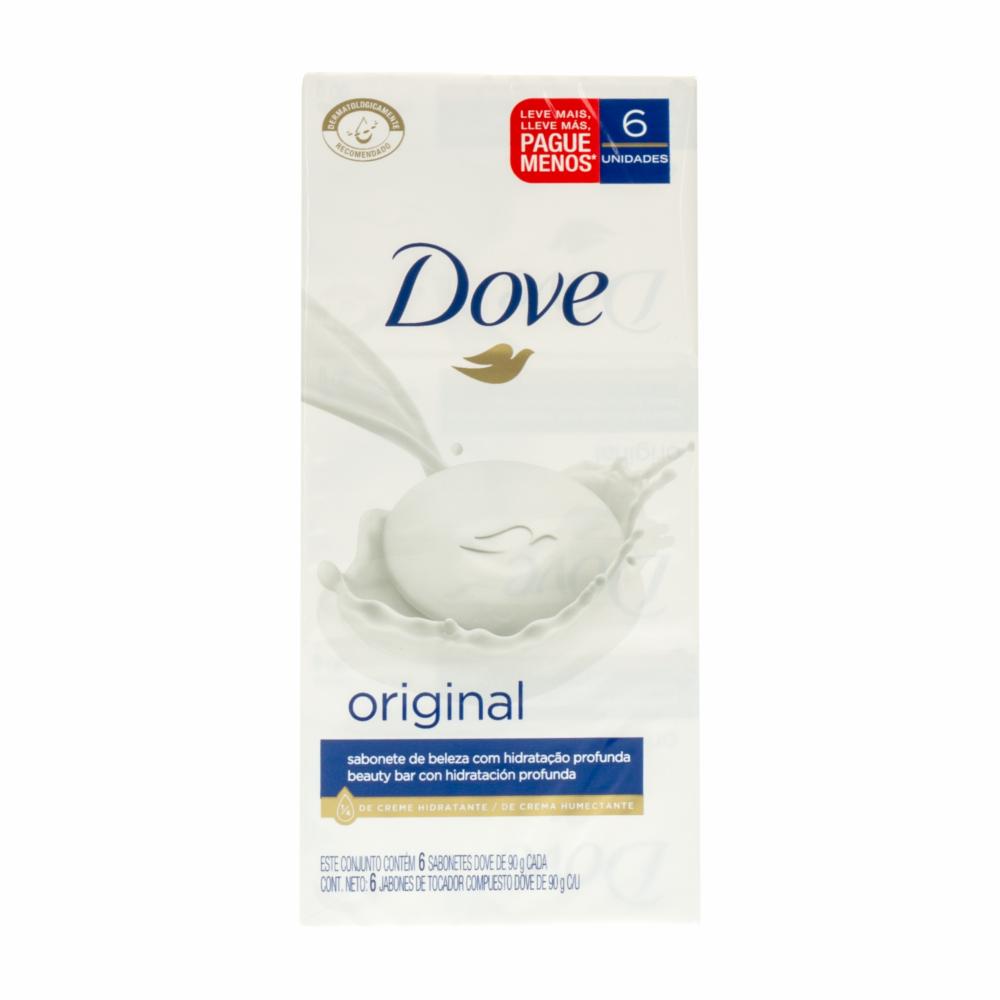 DERMATOLOGICAMENTE
RECOMENDADO
LEVE MAIS,
LLEVE MÁS,
PAGUE
MENOS*
6
UNIDADES
Dove
original
sabonete de beleza com hidratação profunda
beauty bar con hidratación profunda
1/4 DE CREME HIDRATANTE / DE CREMA HUMECTANTE
ESTE CONJUNTO CONTÉM 6 SABONETES DOVE DE 90 g CADA
CONT. NETO: 6 JABONES DE TOCADOR COMPUESTO DOVE DE 90 g C/U